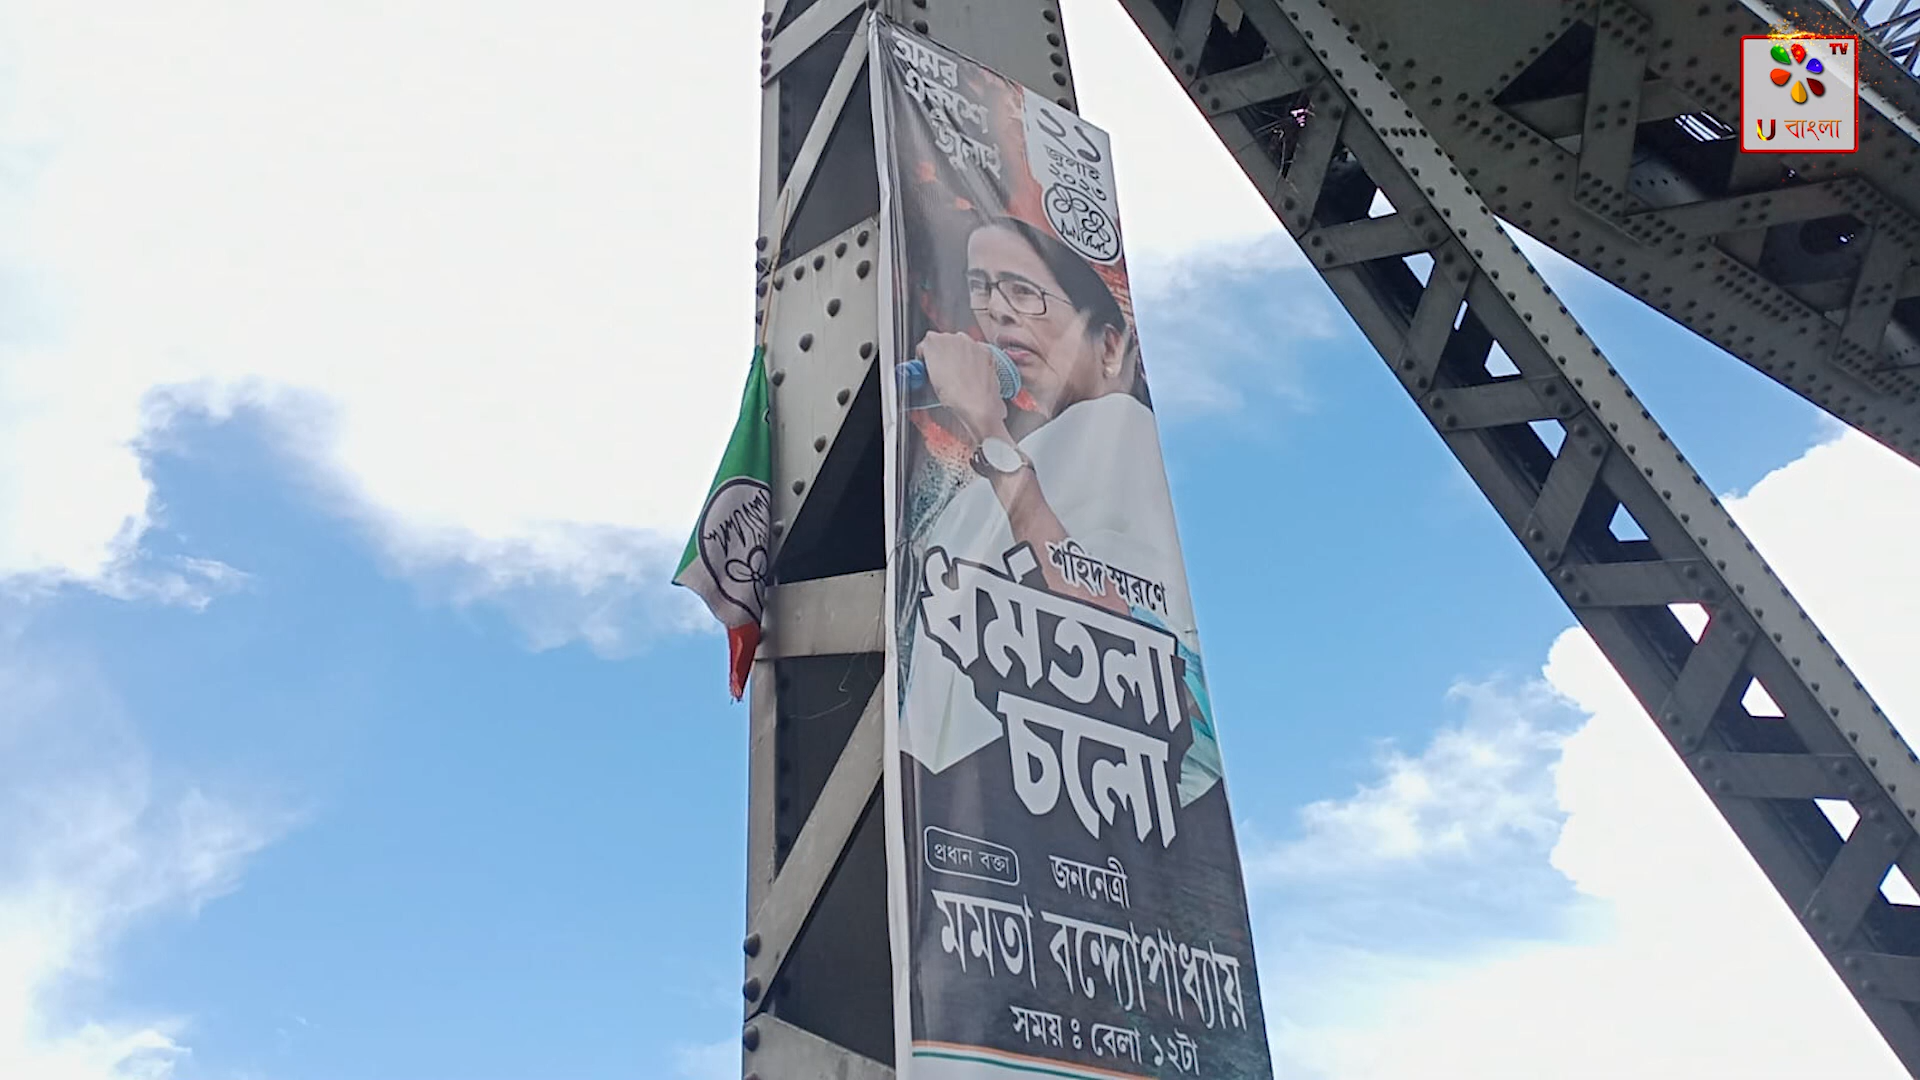 অমর
একুশে
জুলাই
২১
জুলাই
২০২৩
শহিদ স্মরণে
ধর্মতলা
চলো
প্রধান বক্তা
জননেত্রী
মমতা বন্দ্যোপাধ্যায়
সময় : বেলা ১২টা
TV
U বাংলা